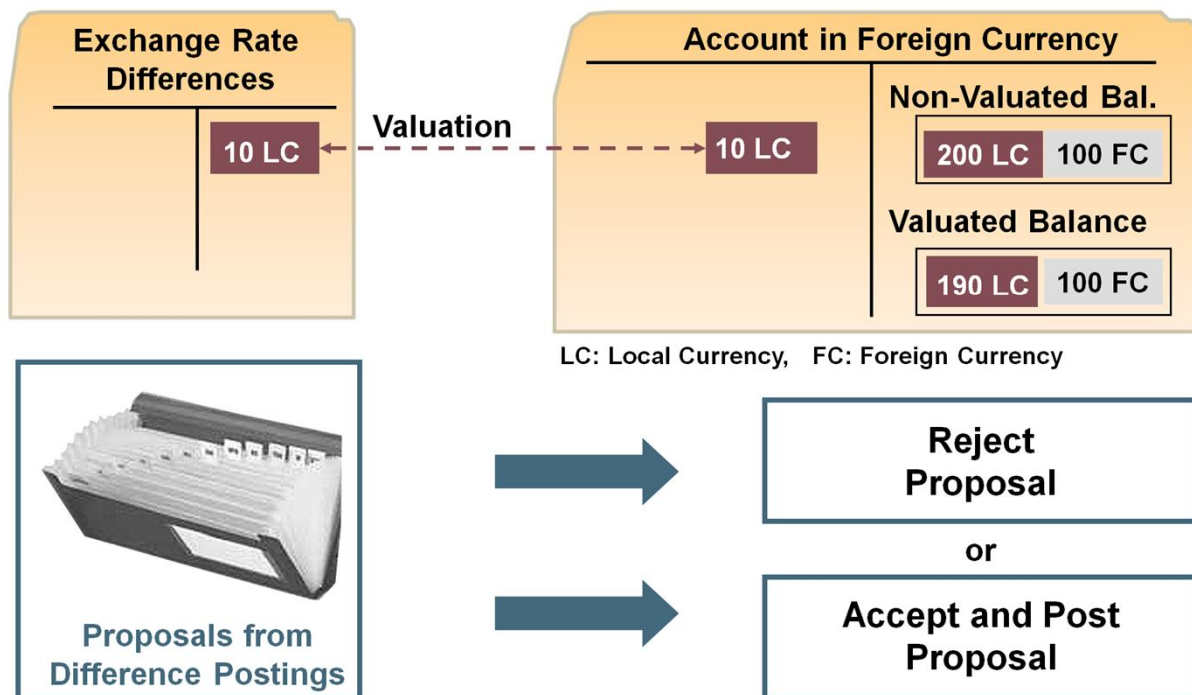 Exchange Rate
Differences
10 LC
Valuation
Account in Foreign Currency
10 LC
Non-Valuated Bal.
200 LC 100 FC
Valuated Balance
190 LC 100 FC
LC: Local Currency, FC: Foreign Currency
Proposals from
Difference Postings
Reject
Proposal
or
Accept and Post
Proposal